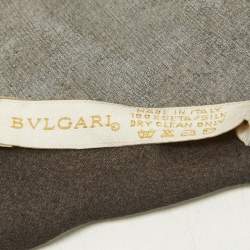 BVLGARI©
MADE IN ITALY
100% SETA/SILK
DRY CLEAN ONLY